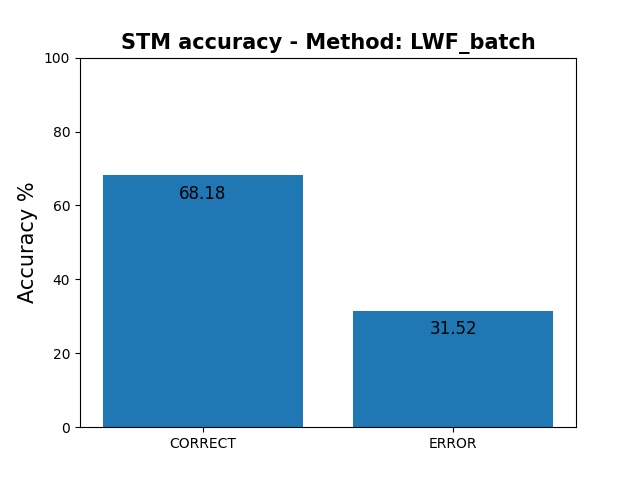 STM accuracy - Method: LWF_batch
100
80
60
40
20
0
Accuracy %
68.18
31.52
CORRECT
ERROR